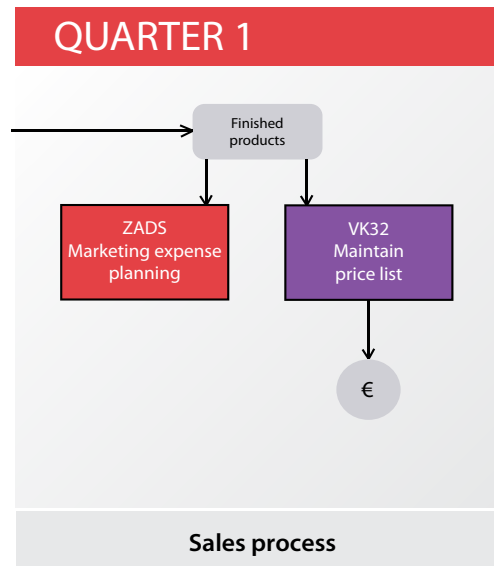 QUARTER 1
Finished
products
ZADS
Marketing expense
planning
VK32
Maintain
price list
€
Sales process